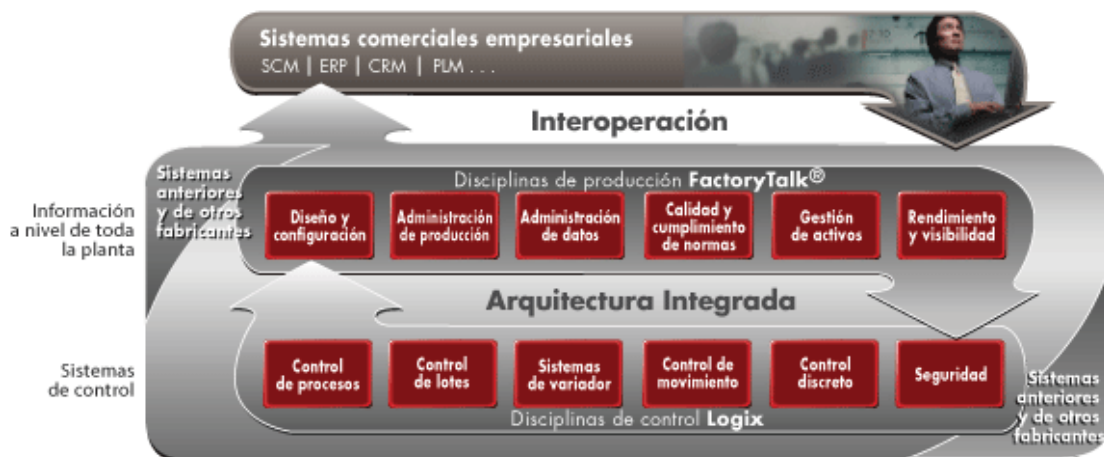 Sistemas comerciales empresariales
SCM | ERP | CRM | PLM . . .
Interoperación
Sistemas
anteriores
y de otros
fabricantes
Información
a nivel de toda
la planta
Disciplinas de producción FactoryTalk®
Diseño y
configuración
Administración
de producción
Administración
de datos
Calidad y
cumplimiento
de normas
Gestión
de activos
Rendimiento
y visibilidad
Arquitectura Integrada
Sistemas
de control
Control
de procesos
Control
de lotes
Sistemas
de variador
Control de
movimiento
Control
discreto
Seguridad
Disciplinas de control Logix
Sistemas
anteriores
y de otros
fabricantes